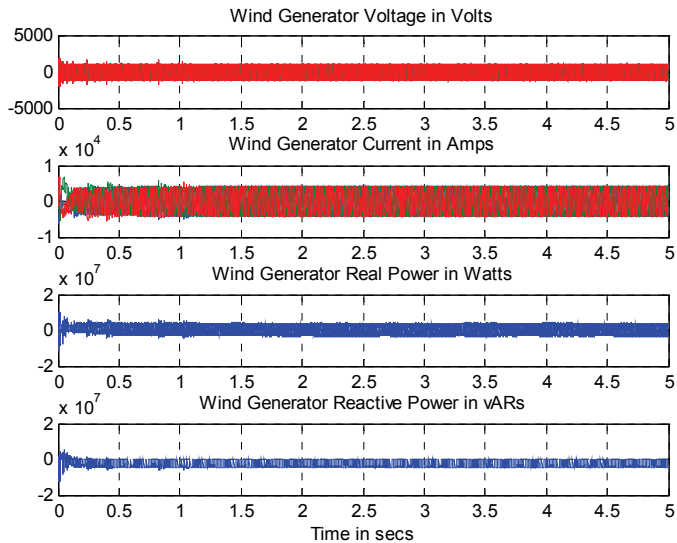 Wind Generator Voltage in Volts
5000
0
-5000
0 0.5 1 1.5 2 2.5 3 3.5 4 4.5 5
x 10^4
Wind Generator Current in Amps
1
0
-1
0 0.5 1 1.5 2 2.5 3 3.5 4 4.5 5
x 10^7
Wind Generator Real Power in Watts
2
0
-2
0 0.5 1 1.5 2 2.5 3 3.5 4 4.5 5
x 10^7
Wind Generator Reactive Power in vARs
2
0
-2
0 0.5 1 1.5 2 2.5 3 3.5 4 4.5 5
Time in secs